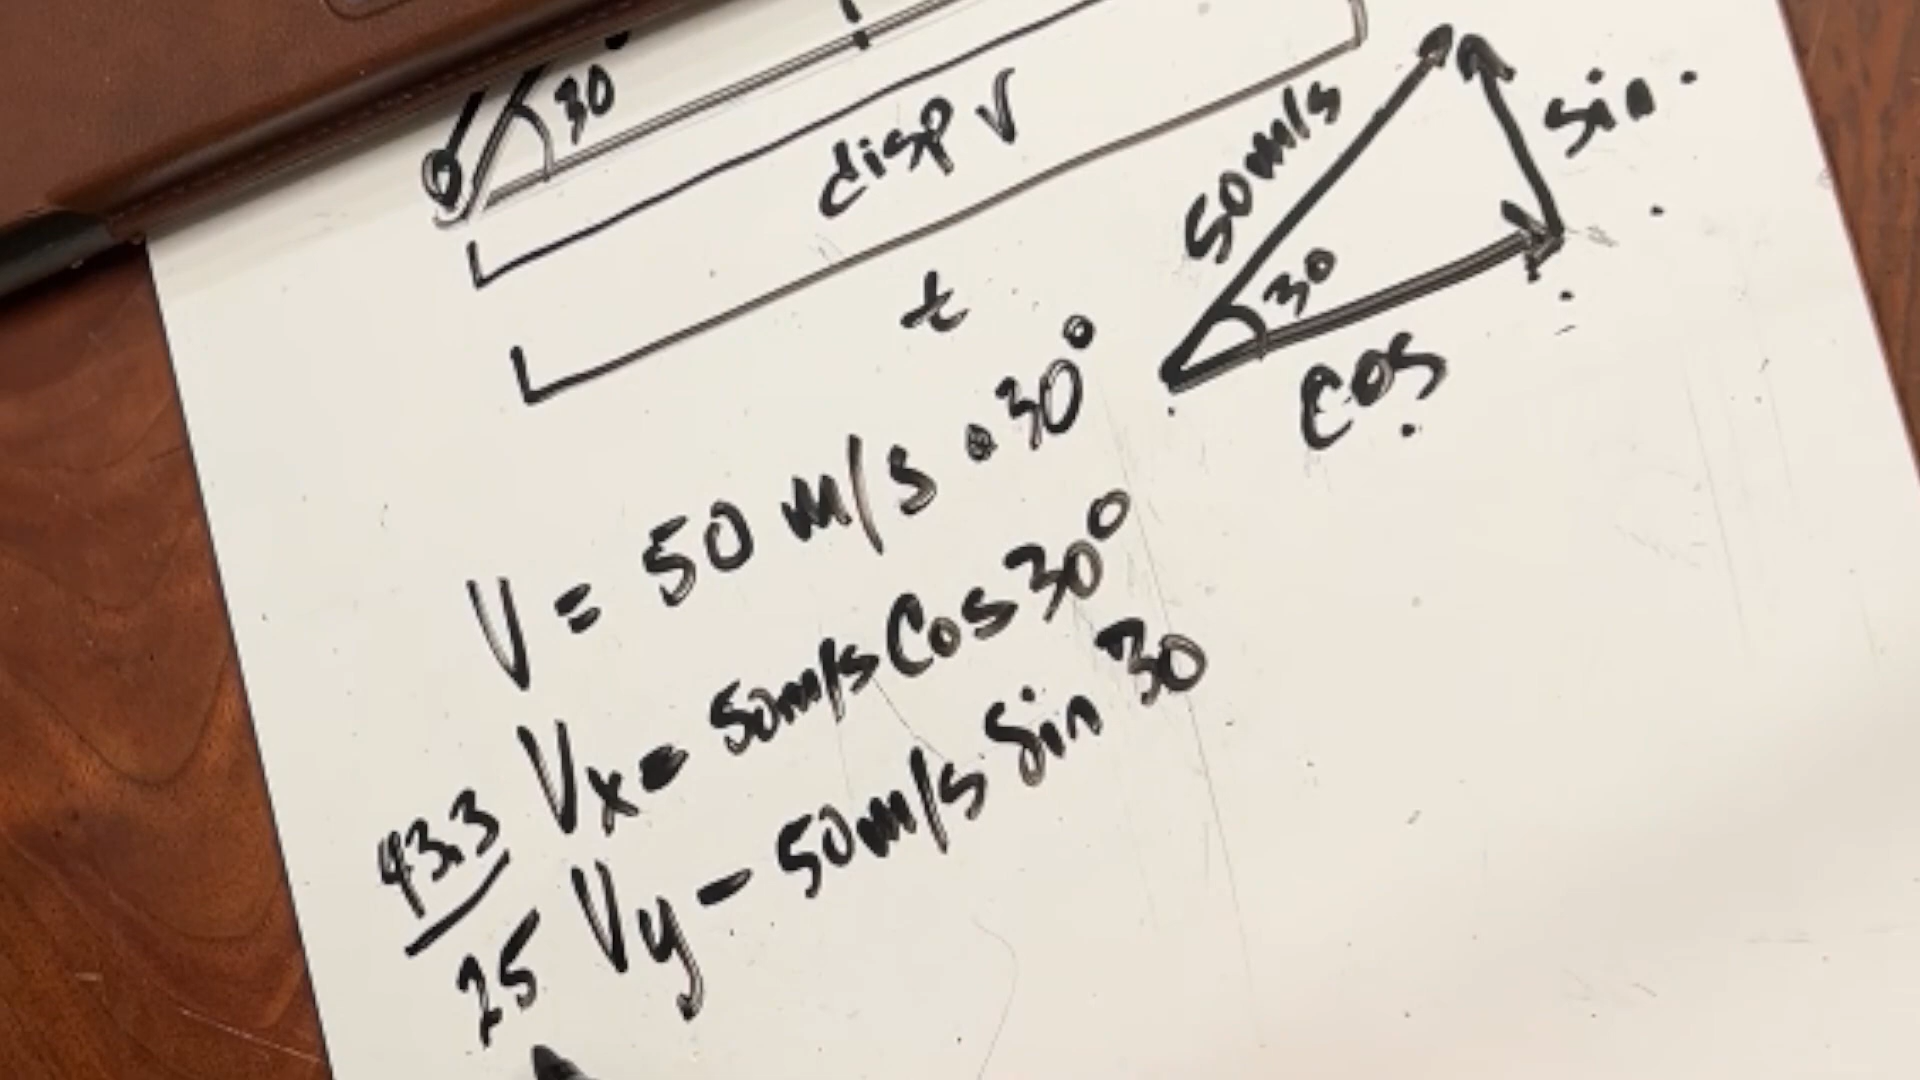 30°
disp V
t
50m/s
30
Sin
Cos
V = 50 m/s @ 30°
43.3 Vx = 50m/s Cos 30°
25 Vy = 50m/s Sin 30